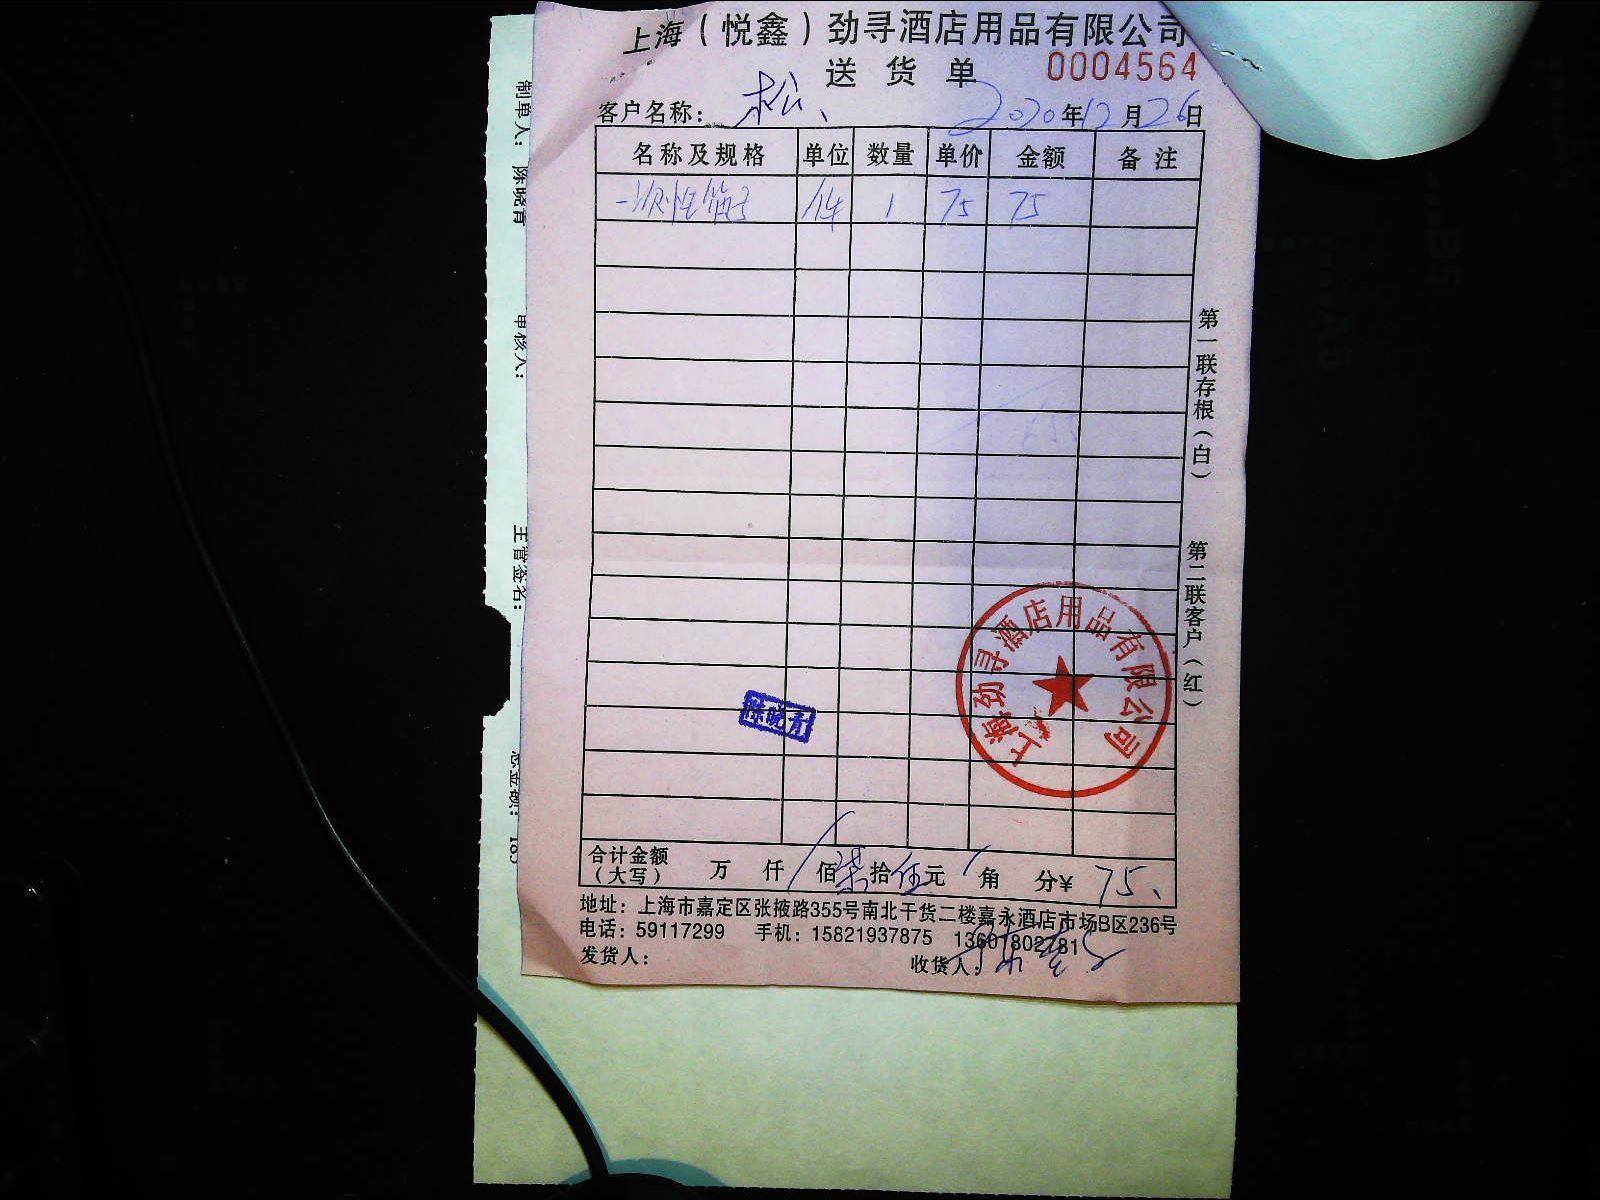 上海（悦鑫）劲寻酒店用品有限公司
送货单 0004564
客户名称： 松、 2020年12月26日
名称及规格 单位 数量 单价 金额 备注
一次性筷子 件 1 75 75
第一联存根（白）
第二联客户（红）
上海劲寻酒店用品有限公司
陈晓青
合计金额（大写） 万 仟 佰柒拾伍元 角 分¥ 75、
地址：上海市嘉定区张掖路355号南北干货二楼嘉永酒店市场B区236号
电话：59117299 手机：15821937875 13601802781
发货人： 收货人：
制单人： 陈晓青
审核人：
主管签名：
总金额：